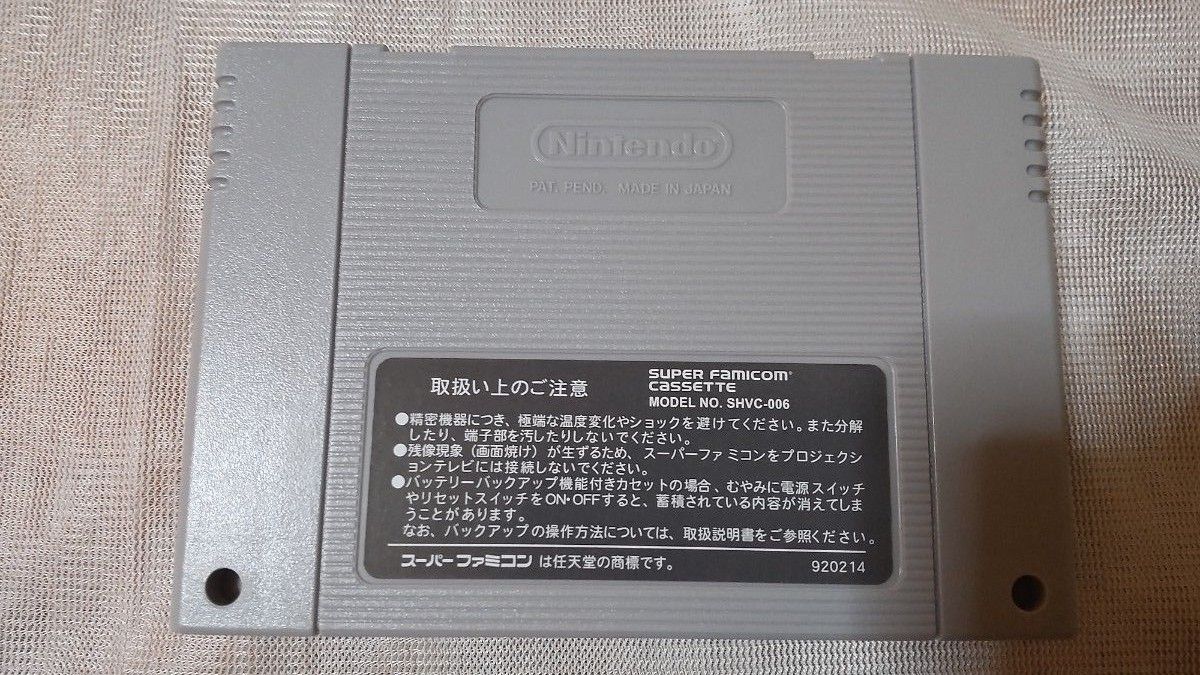 Nintendo
PAT. PEND. MADE IN JAPAN
取扱い上のご注意
SUPER FAMICOM®
CASSETTE
MODEL NO. SHVC-006
●精密機器につき、極端な温度変化やショックを避けてください。また分解
したり、端子部を汚したりしないでください。
●残像現象（画面焼け）が生ずるため、スーパーファミコンをプロジェクシ
ョンテレビには接続しないでください。
●バッテリーバックアップ機能付きカセットの場合、むやみに電源スイッチ
やリセットスイッチをON・OFFすると、蓄積されている内容が消えてしま
うことがあります。
なお、バックアップの操作方法については、取扱説明書をご参照ください。
スーパーファミコン は任天堂の商標です。
920214